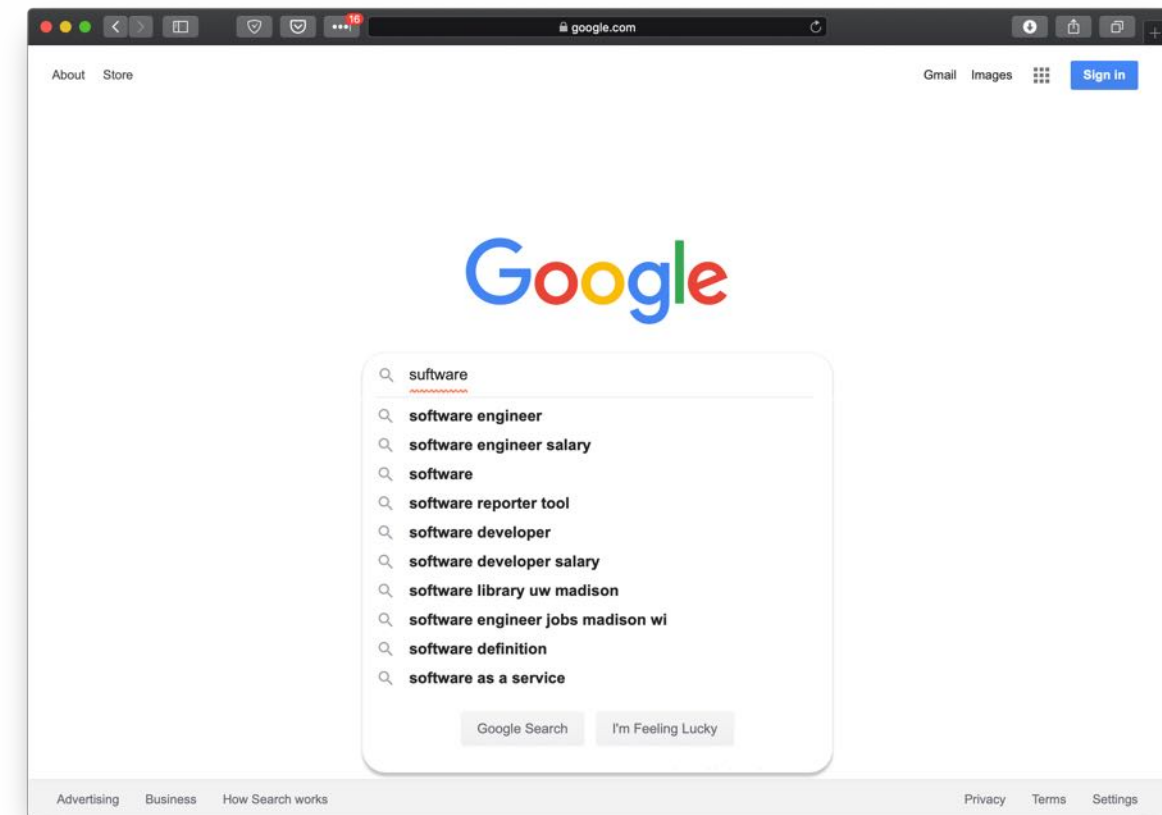 16
google.com
About Store
Gmail Images Sign in
Google
suftware
software engineer
software engineer salary
software
software reporter tool
software developer
software developer salary
software library uw madison
software engineer jobs madison wi
software definition
software as a service
Google Search I'm Feeling Lucky
Advertising Business How Search works
Privacy Terms Settings